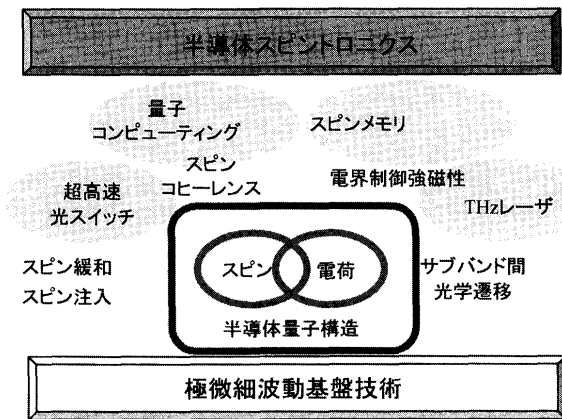 半導体スピントロニクス
量子
コンピューティング
スピンメモリ
スピン
コヒーレンス
超高速
光スイッチ
電界制御強磁性
THzレーザ
スピン緩和
スピン注入
スピン
電荷
サブバンド間
光学遷移
半導体量子構造
極微細波動基盤技術